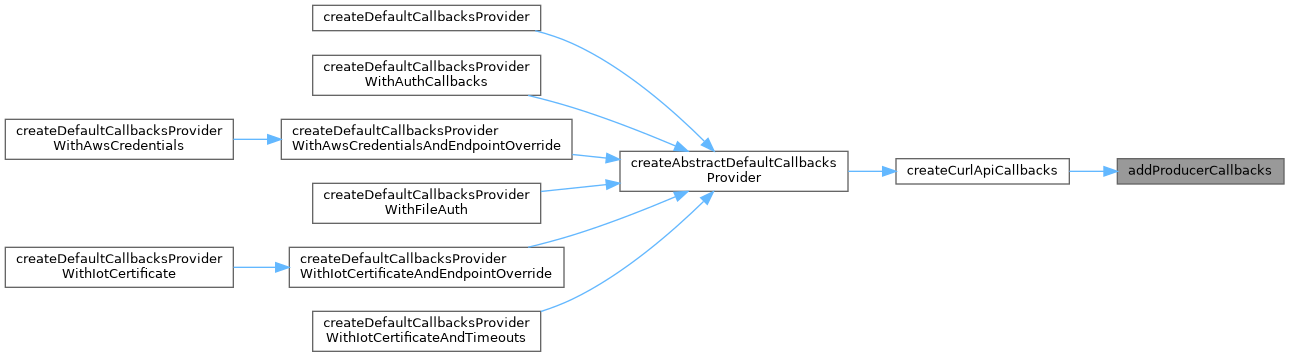 createDefaultCallbacksProvider
createDefaultCallbacksProvider
WithAuthCallbacks
createDefaultCallbacksProvider
WithAwsCredentials
createDefaultCallbacksProvider
WithAwsCredentialsAndEndpointOverride
createAbstractDefaultCallbacks
Provider
createCurlApiCallbacks
addProducerCallbacks
createDefaultCallbacksProvider
WithFileAuth
createDefaultCallbacksProvider
WithIotCertificate
createDefaultCallbacksProvider
WithIotCertificateAndEndpointOverride
createDefaultCallbacksProvider
WithIotCertificateAndTimeouts